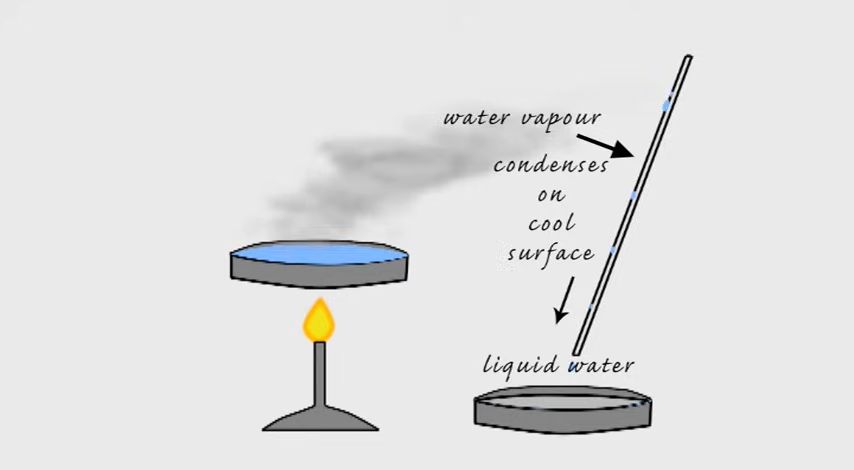 water vapour
condenses
on
cool
surface
liquid water